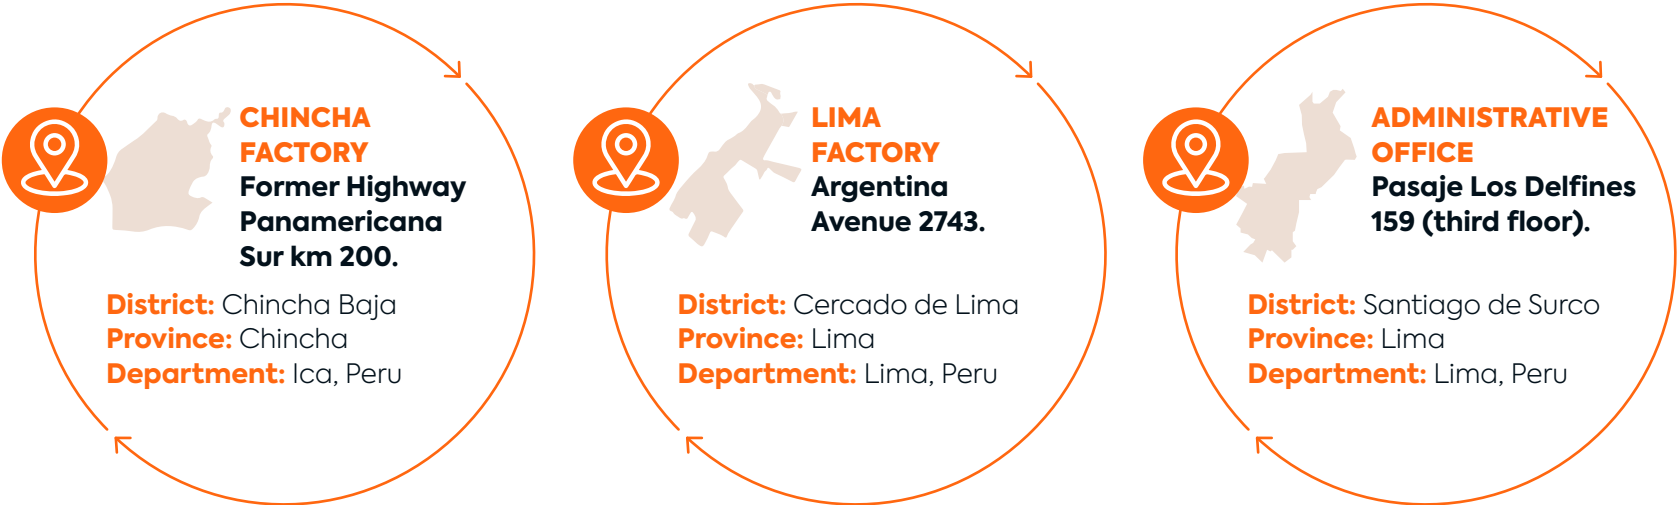 CHINCHA
FACTORY
Former Highway
Panamericana
Sur km 200.
District: Chincha Baja
Province: Chincha
Department: Ica, Peru
LIMA
FACTORY
Argentina
Avenue 2743.
District: Cercado de Lima
Province: Lima
Department: Lima, Peru
ADMINISTRATIVE
OFFICE
Pasaje Los Delfines
159 (third floor).
District: Santiago de Surco
Province: Lima
Department: Lima, Peru